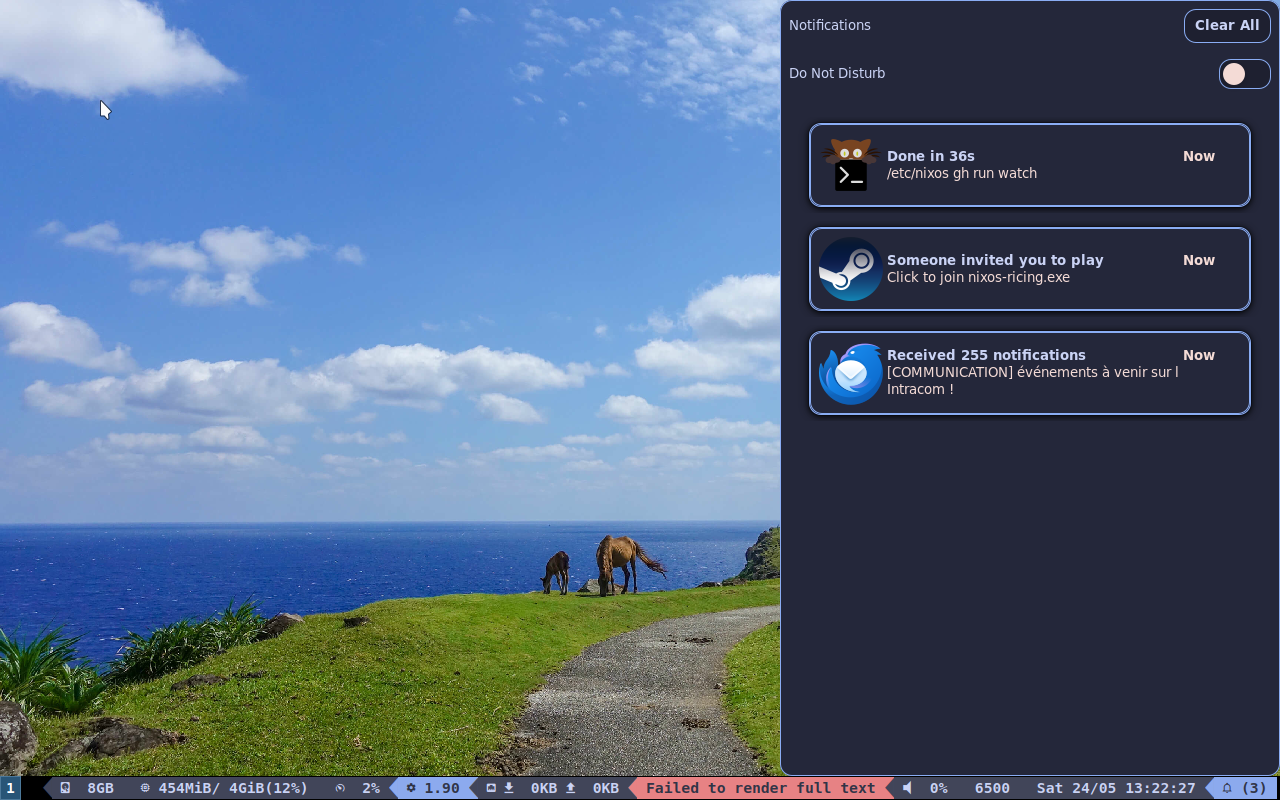 Notifications
Clear All
Do Not Disturb
Done in 36s
Now
/etc/nixos gh run watch
Someone invited you to play
Now
Click to join nixos-ricing.exe
Received 255 notifications
Now
[COMMUNICATION] événements à venir sur l
Intracom !
1 8GB 454MiB/ 4GiB(12%) 2% 1.90 0KB 0KB Failed to render full text 0% 6500 Sat 24/05 13:22:27 (3)